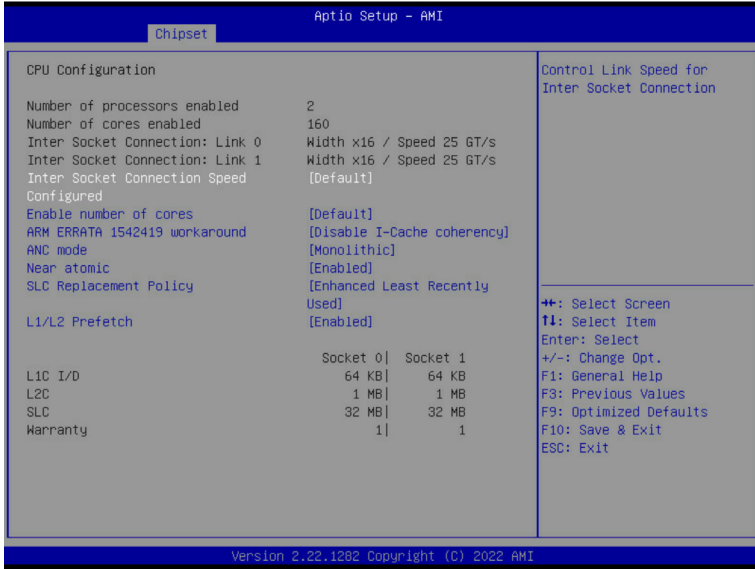 Aptio Setup – AMI
Chipset
CPU Configuration
Number of processors enabled 2
Number of cores enabled 160
Inter Socket Connection: Link 0 Width x16 / Speed 25 GT/s
Inter Socket Connection: Link 1 Width x16 / Speed 25 GT/s
Inter Socket Connection Speed [Default]
Configured
Enable number of cores [Default]
ARM ERRATA 1542419 workaround [Disable I-Cache coherency]
ANC mode [Monolithic]
Near atomic [Enabled]
SLC Replacement Policy [Enhanced Least Recently
Used]
L1/L2 Prefetch [Enabled]
Socket 0| Socket 1
L1C I/D 64 KB| 64 KB
L2C 1 MB| 1 MB
SLC 32 MB| 32 MB
Warranty 1| 1
Control Link Speed for
Inter Socket Connection
→←: Select Screen
↑↓: Select Item
Enter: Select
+/-: Change Opt.
F1: General Help
F3: Previous Values
F9: Optimized Defaults
F10: Save & Exit
ESC: Exit
Version 2.22.1282 Copyright (C) 2022 AMI